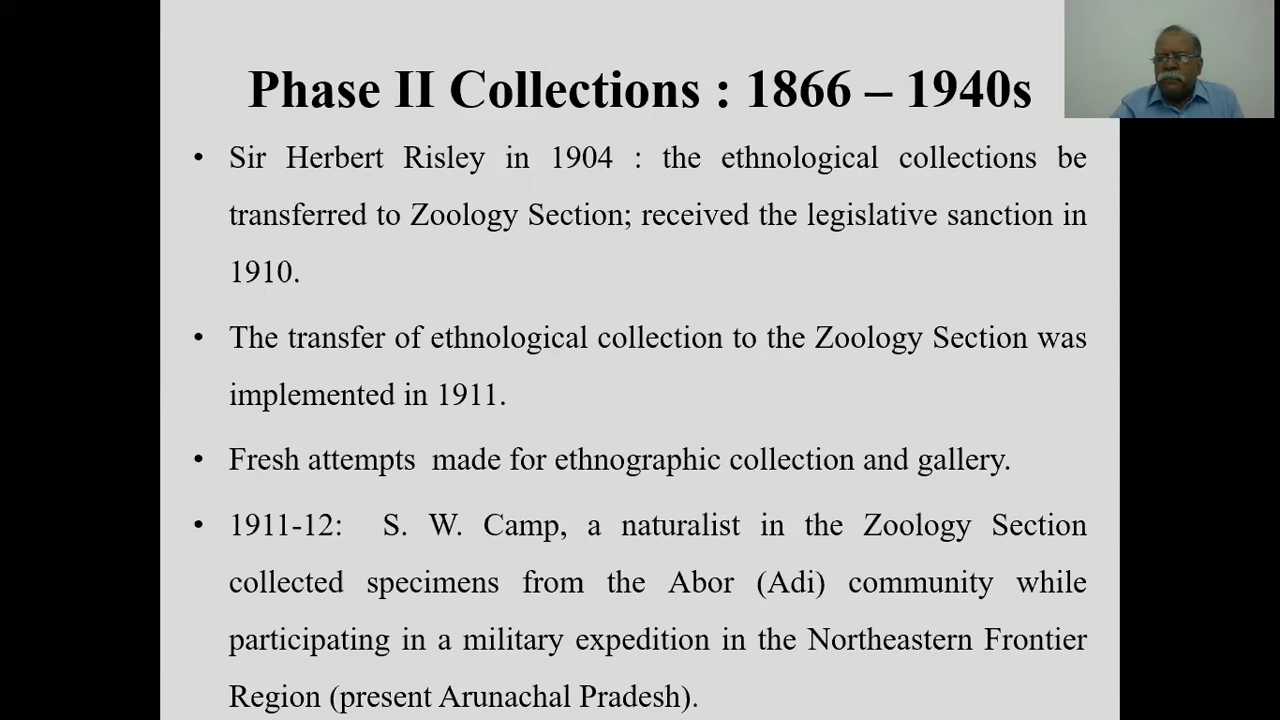 Phase II Collections : 1866 – 1940s
• Sir Herbert Risley in 1904 : the ethnological collections be
transferred to Zoology Section; received the legislative sanction in
1910.
• The transfer of ethnological collection to the Zoology Section was
implemented in 1911.
• Fresh attempts made for ethnographic collection and gallery.
• 1911-12: S. W. Camp, a naturalist in the Zoology Section
collected specimens from the Abor (Adi) community while
participating in a military expedition in the Northeastern Frontier
Region (present Arunachal Pradesh).